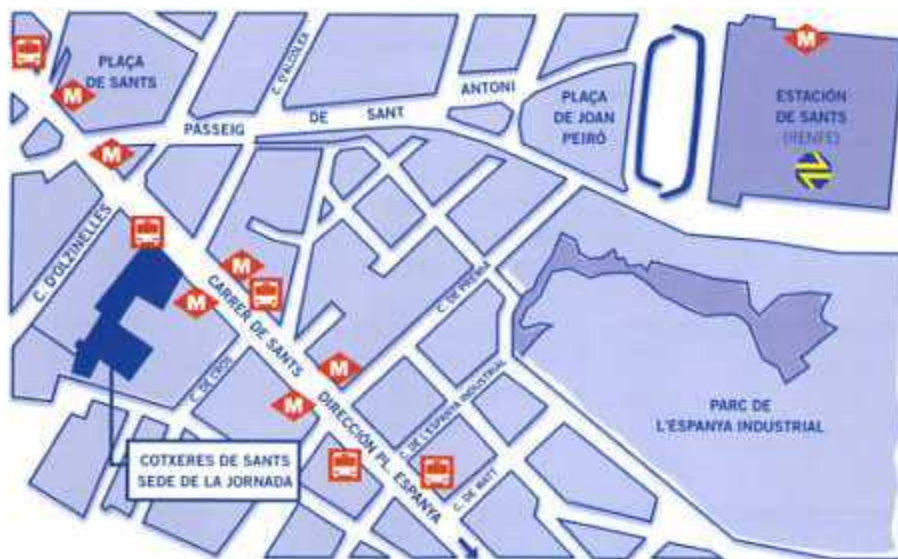 PLAÇA
DE SANTS
C. D'ALCOLEA
PASSEIG DE SANT ANTONI
PLAÇA
DE JOAN
PEIRÓ
ESTACIÓN
DE SANTS
(RENFE)
M
M
M
M
M
M
M
C. D'OLZINELLES
CARRER DE SANTS
DIRECCIÓN PL. ESPANYA
C. DE PREMIÀ
C. DE CROS
C. DE L'ESPANYA INDUSTRIAL
C. DE WATT
PARC DE
L'ESPANYA INDUSTRIAL
COTXERES DE SANTS
SEDE DE LA JORNADA